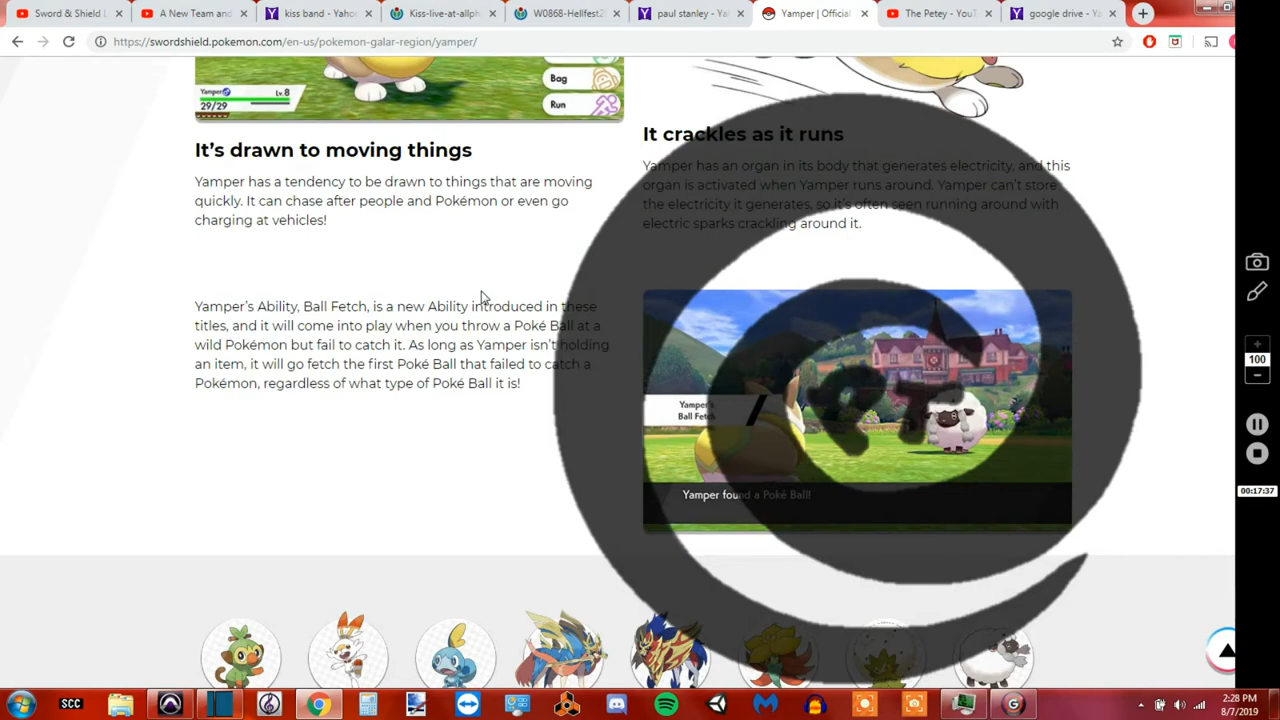 Sword & Shield L
A New Team and
kiss band - Yaho
Kiss-live-at-allph
W0868-Hellfest2
paul stanley - Ya
Yamper | Official
The Petey - YouT
google drive - Ya
https://swordshield.pokemon.com/en-us/pokemon-galar-region/yamper/
Yamper Lv.8
29/29
Bag
Run
It's drawn to moving things
Yamper has a tendency to be drawn to things that are moving
quickly. It can chase after people and Pokémon or even go
charging at vehicles!
It crackles as it runs
Yamper has an organ in its body that generates electricity, and this
organ is activated when Yamper runs around. Yamper can't store
the electricity it generates, so it's often seen running around with
electric sparks crackling around it.
Yamper's Ability, Ball Fetch, is a new Ability introduced in these
titles, and it will come into play when you throw a Poké Ball at a
wild Pokémon but fail to catch it. As long as Yamper isn't holding
an item, it will go fetch the first Poké Ball that failed to catch a
Pokémon, regardless of what type of Poké Ball it is!
Yamper's
Ball Fetch
PT
Yamper found a Poké Ball!
100
00:17:37
SCC
2:28 PM
8/7/2019